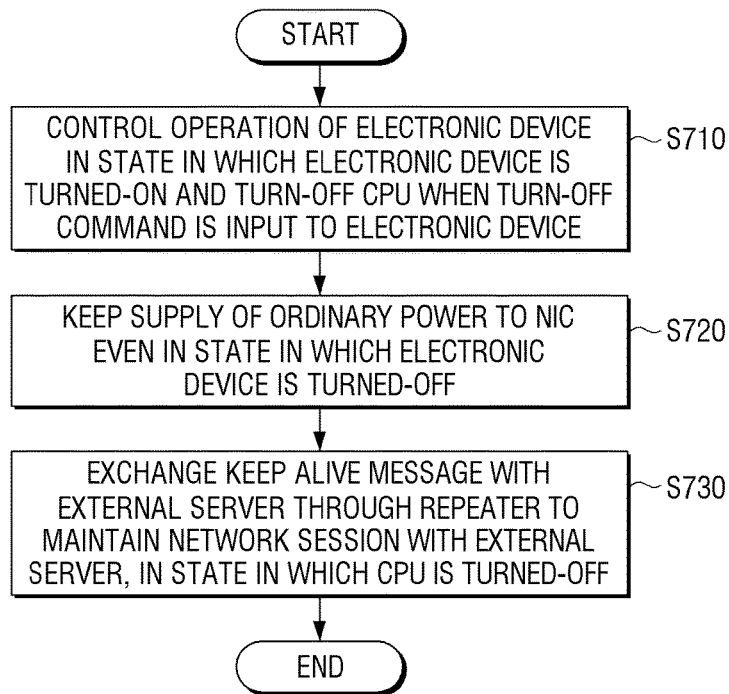 START
CONTROL OPERATION OF ELECTRONIC DEVICE
IN STATE IN WHICH ELECTRONIC DEVICE IS
TURNED-ON AND TURN-OFF CPU WHEN TURN-OFF
COMMAND IS INPUT TO ELECTRONIC DEVICE
S710
KEEP SUPPLY OF ORDINARY POWER TO NIC
EVEN IN STATE IN WHICH ELECTRONIC
DEVICE IS TURNED-OFF
S720
EXCHANGE KEEP ALIVE MESSAGE WITH
EXTERNAL SERVER THROUGH REPEATER TO
MAINTAIN NETWORK SESSION WITH EXTERNAL
SERVER, IN STATE IN WHICH CPU IS TURNED-OFF
S730
END